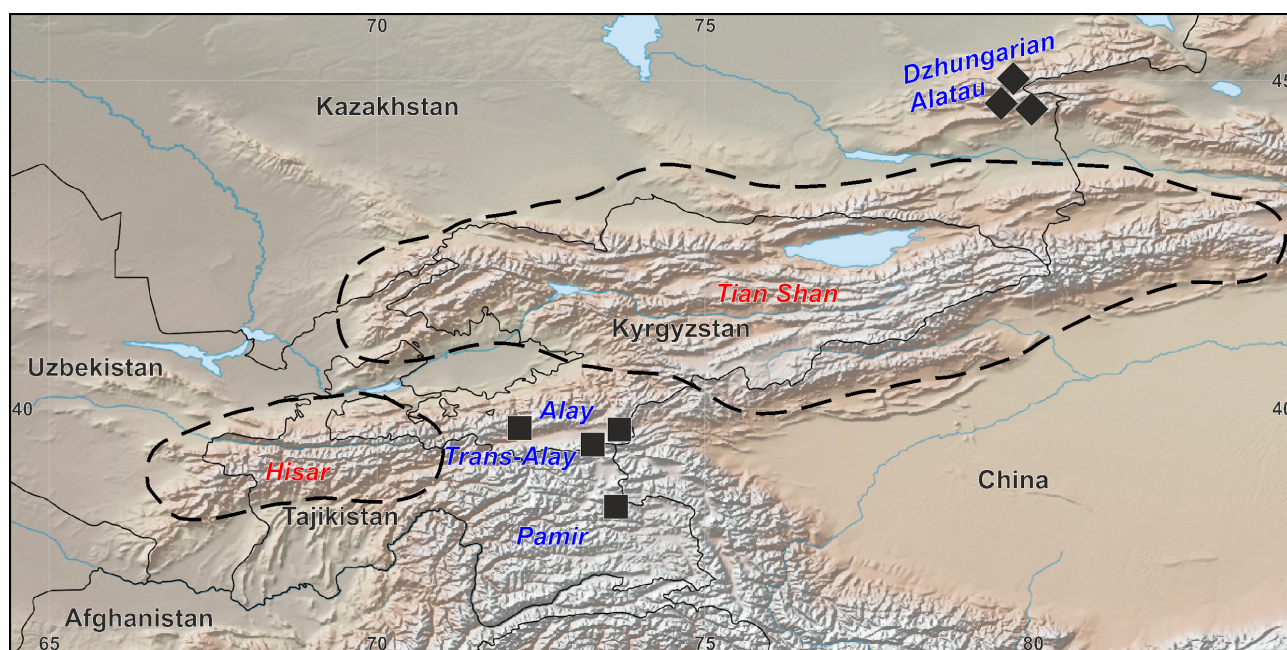 70
75
Dzhungarian
Alatau
45
Kazakhstan
Tian Shan
Kyrgyzstan
Uzbekistan
40
40
Alay
Trans-Alay
Hisar
China
Tajikistan
Pamir
Afghanistan
65
70
75
80